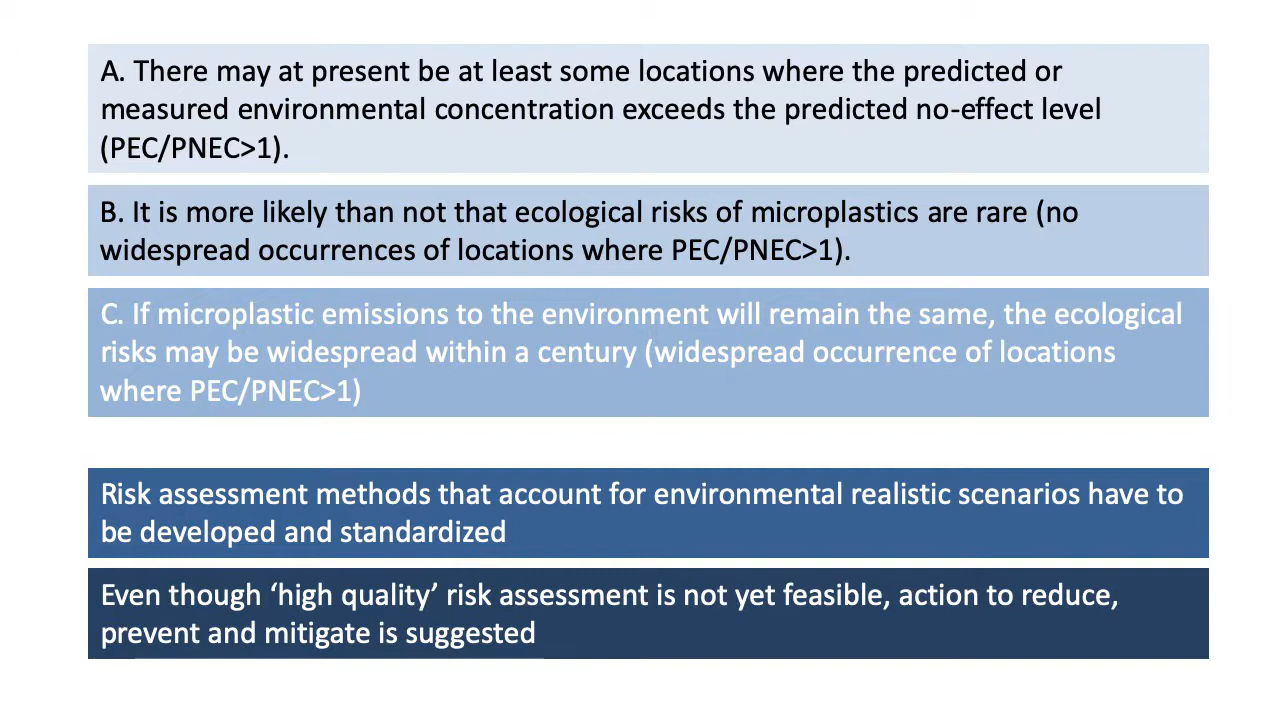 A. There may at present be at least some locations where the predicted or
measured environmental concentration exceeds the predicted no-effect level
(PEC/PNEC>1).
B. It is more likely than not that ecological risks of microplastics are rare (no
widespread occurrences of locations where PEC/PNEC>1).
C. If microplastic emissions to the environment will remain the same, the ecological
risks may be widespread within a century (widespread occurrence of locations
where PEC/PNEC>1)
Risk assessment methods that account for environmental realistic scenarios have to
be developed and standardized
Even though ‘high quality’ risk assessment is not yet feasible, action to reduce,
prevent and mitigate is suggested